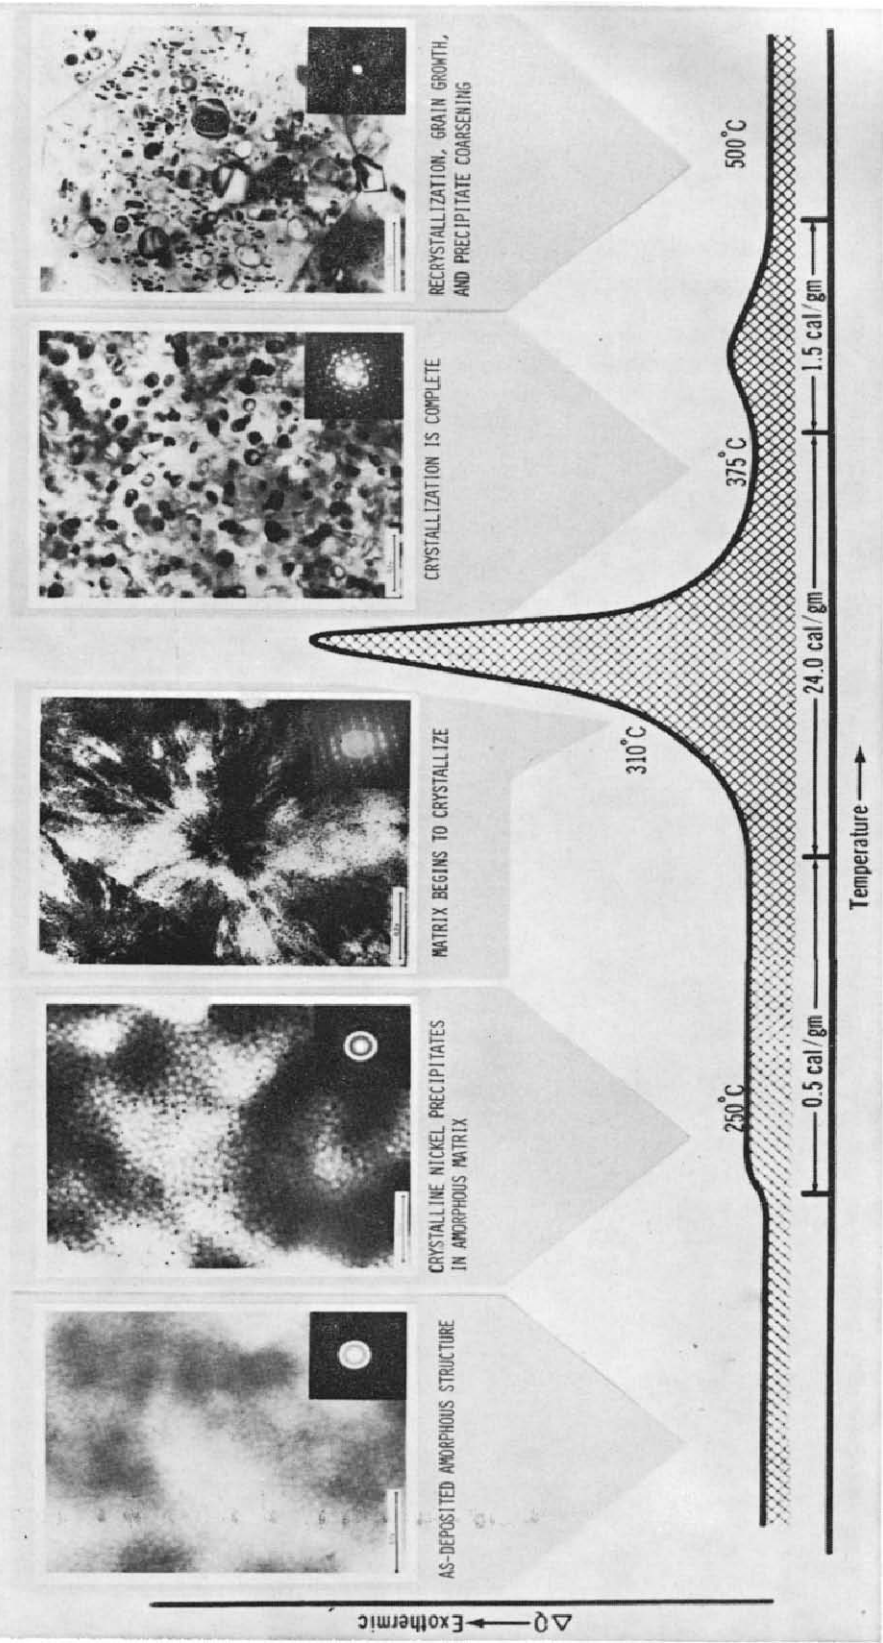 AS-DEPOSITED AMORPHOUS STRUCTURE
CRYSTALLINE NICKEL PRECIPITATES
IN AMORPHOUS MATRIX
MATRIX BEGINS TO CRYSTALLIZE
CRYSTALLIZATION IS COMPLETE
RECRYSTALLIZATION, GRAIN GROWTH,
AND PRECIPITATE COARSENING
ΔQ → Exothermic
250°C
310°C
375°C
500°C
0.5 cal/gm
24.0 cal/gm
1.5 cal/gm
Temperature →